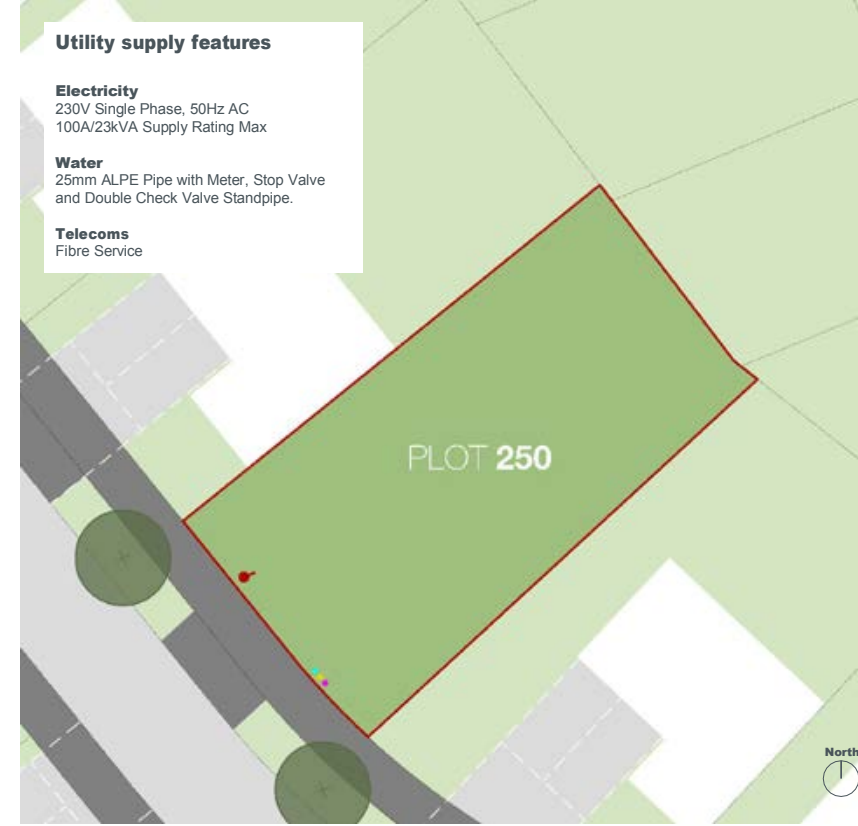 Utility supply features
Electricity
230V Single Phase, 50Hz AC
100A/23kVA Supply Rating Max
Water
25mm ALPE Pipe with Meter, Stop Valve
and Double Check Valve Standpipe.
Telecoms
Fibre Service
PLOT 250
North